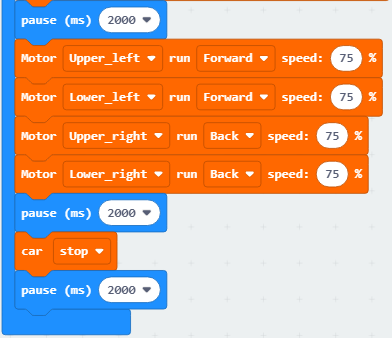 pause (ms) 2000
Motor Upper_left run Forward speed: 75 %
Motor Lower_left run Forward speed: 75 %
Motor Upper_right run Back speed: 75 %
Motor Lower_right run Back speed: 75 %
pause (ms) 2000
car stop
pause (ms) 2000